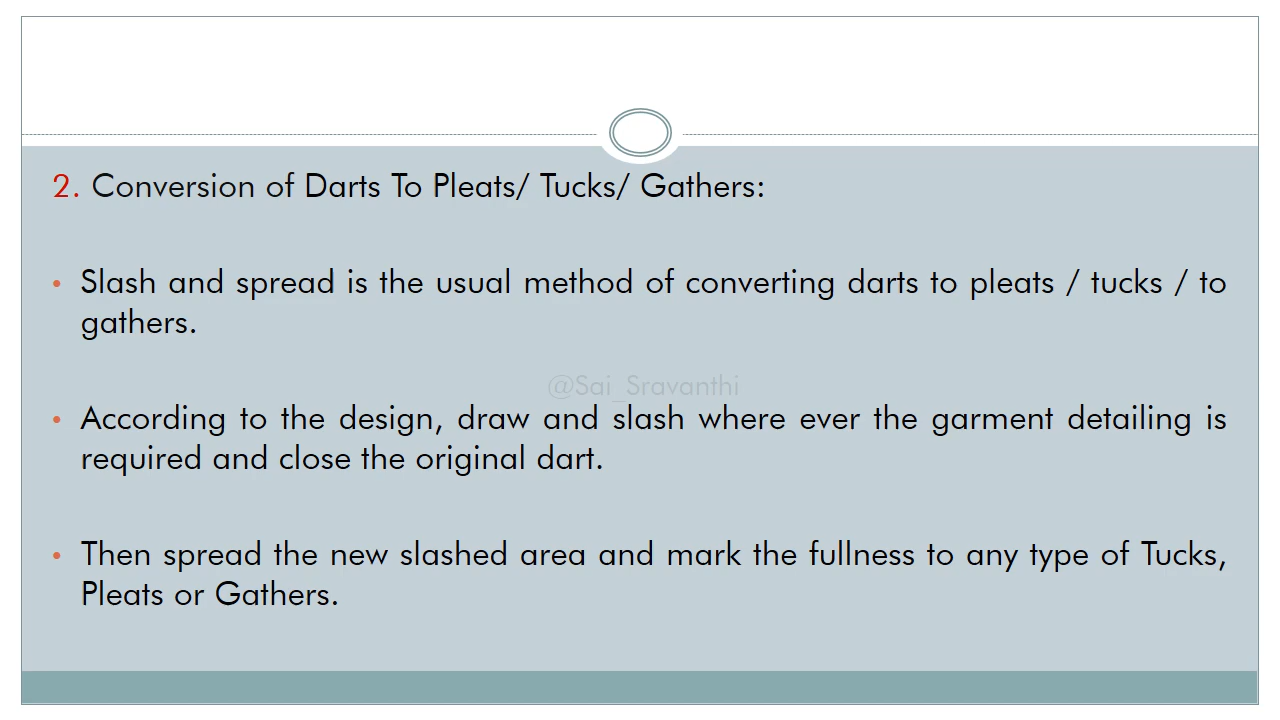 2. Conversion of Darts To Pleats/ Tucks/ Gathers:
• Slash and spread is the usual method of converting darts to pleats / tucks / to
gathers.
@Sai_Sravanthi
• According to the design, draw and slash where ever the garment detailing is
required and close the original dart.
• Then spread the new slashed area and mark the fullness to any type of Tucks,
Pleats or Gathers.